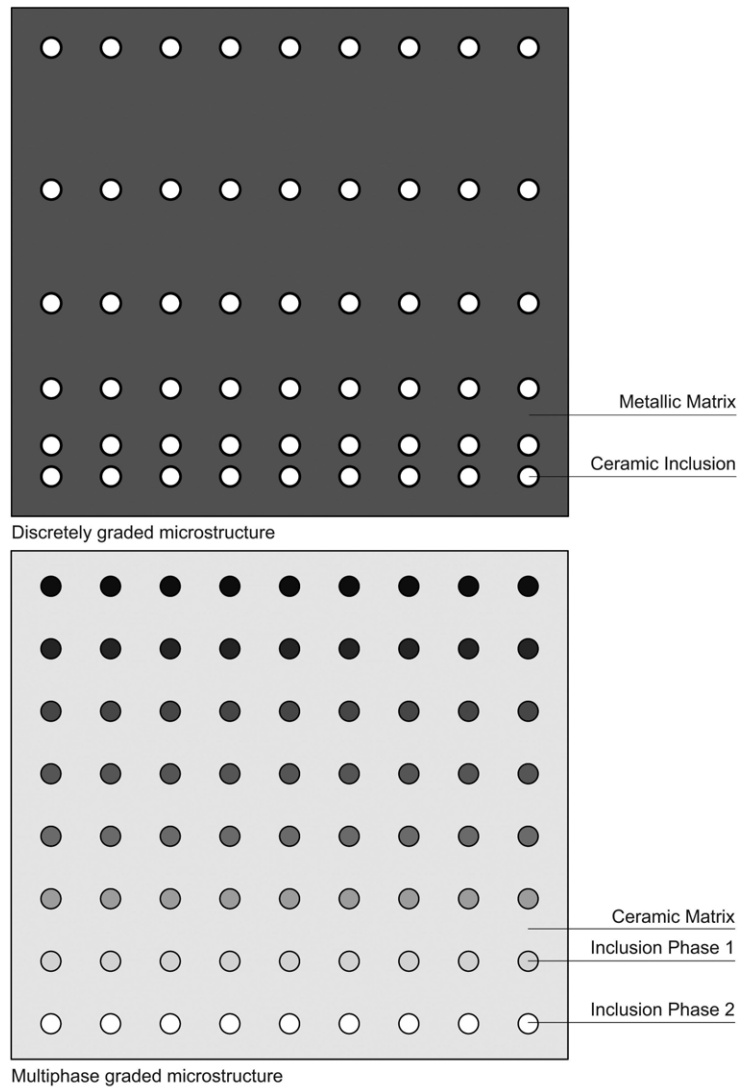 Metallic Matrix
Ceramic Inclusion
Discretely graded microstructure
Ceramic Matrix
Inclusion Phase 1
Inclusion Phase 2
Multiphase graded microstructure